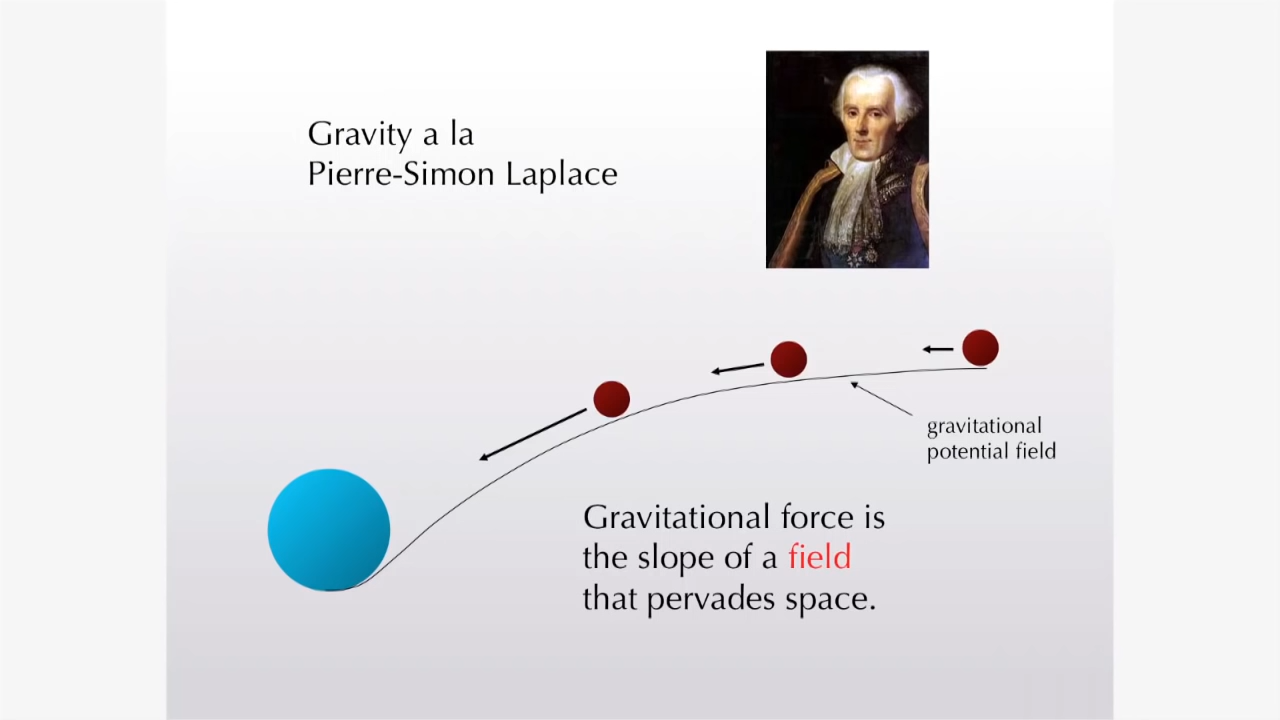 Gravity a la
Pierre-Simon Laplace
gravitational
potential field
Gravitational force is
the slope of a field
that pervades space.